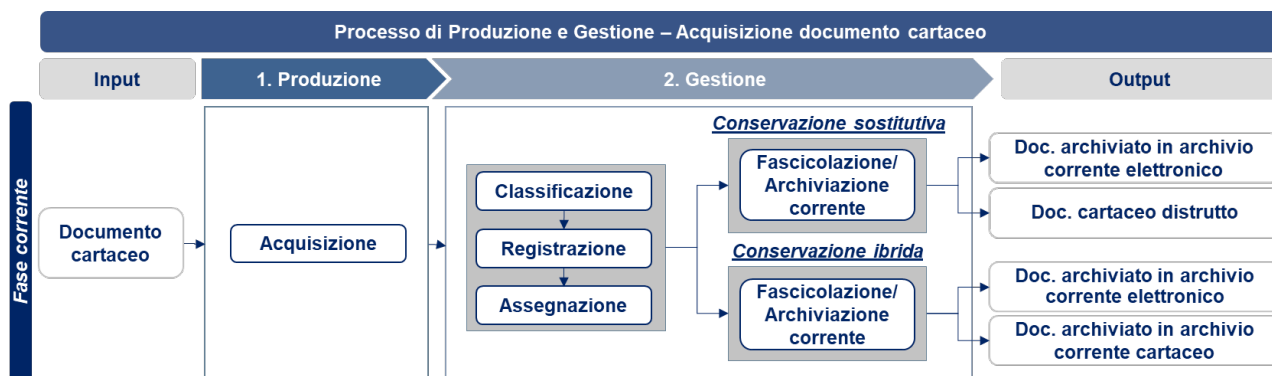 Processo di Produzione e Gestione – Acquisizione documento cartaceo
Input
1. Produzione
2. Gestione
Output
Fase corrente
Documento
cartaceo
Acquisizione
Classificazione
Registrazione
Assegnazione
Conservazione sostitutiva
Fascicolazione/
Archiviazione
corrente
Conservazione ibrida
Fascicolazione/
Archiviazione
corrente
Doc. archiviato in archivio
corrente elettronico
Doc. cartaceo distrutto
Doc. archiviato in archivio
corrente elettronico
Doc. archiviato in archivio
corrente cartaceo